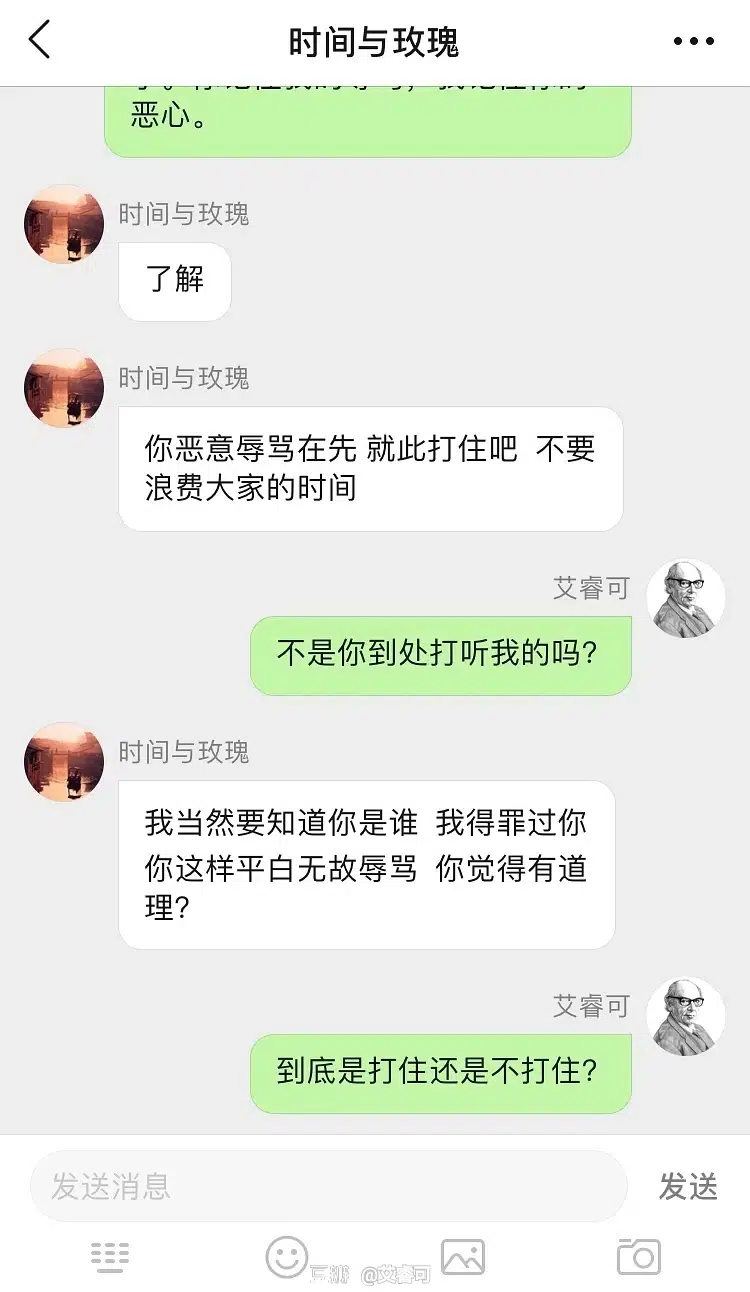 时间与玫瑰
恶心。
时间与玫瑰
了解
时间与玫瑰
你恶意辱骂在先 就此打住吧 不要
浪费大家的时间
艾睿可
不是你到处打听我的吗？
时间与玫瑰
我当然要知道你是谁 我得罪过你
你这样平白无故辱骂 你觉得有道
理？
艾睿可
到底是打住还是不打住？
发送消息
发送
豆瓣 @艾睿可